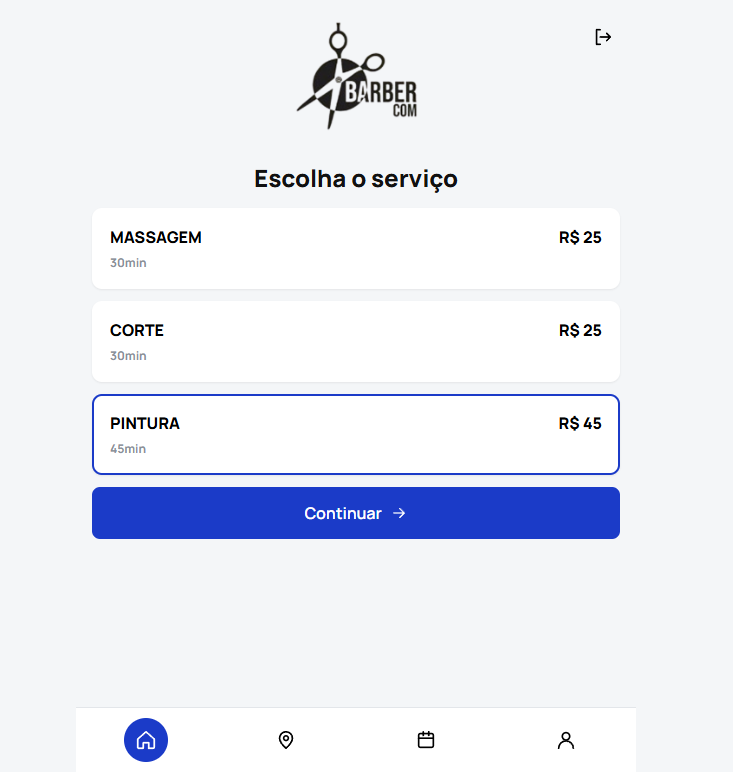 BARBER
COM
Escolha o serviço
MASSAGEM R$ 25
30min
CORTE R$ 25
30min
PINTURA R$ 45
45min
Continuar →